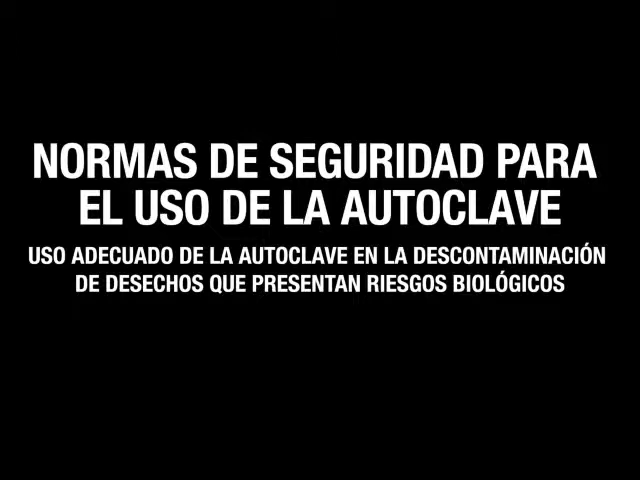 NORMAS DE SEGURIDAD PARA
EL USO DE LA AUTOCLAVE
USO ADECUADO DE LA AUTOCLAVE EN LA DESCONTAMINACIÓN
DE DESECHOS QUE PRESENTAN RIESGOS BIOLÓGICOS